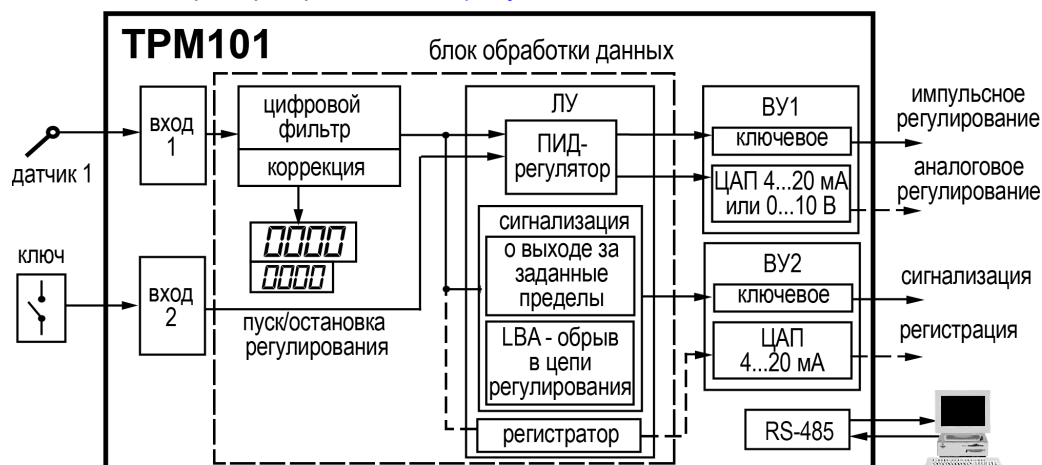 ТРМ101
блок обработки данных
датчик 1
вход
1
цифровой
фильтр
коррекция
0000
0000
ключ
вход
2
пуск/остановка
регулирования
ЛУ
ПИД-
регулятор
сигнализация
о выходе за
заданные
пределы
LBA - обрыв
в цепи
регулирования
регистратор
ВУ1
ключевое
ЦАП 4...20 мА
или 0...10 В
импульсное
регулирование
аналоговое
регулирование
ВУ2
ключевое
ЦАП
4...20 мА
сигнализация
регистрация
RS-485